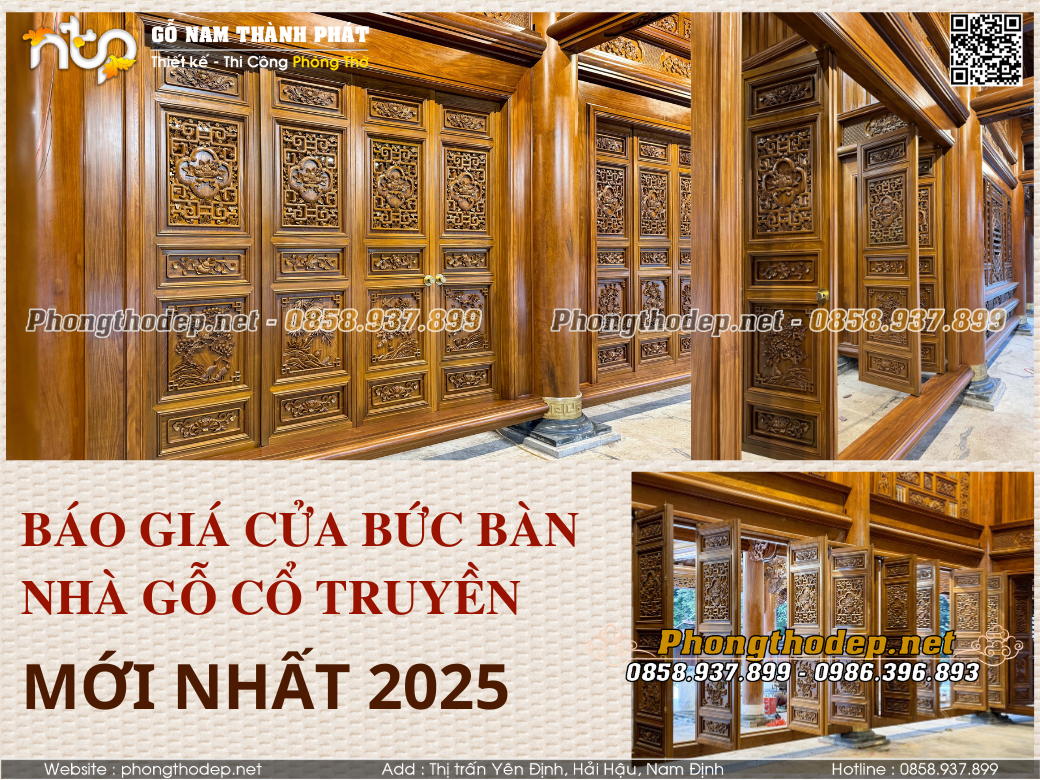 ntp
GỖ NAM THÀNH PHÁT
Thiết kế - Thi Công Phòng Thờ
Phongthodep.net - 0858.937.899
Phongthodep.net - 0858.937.899
BÁO GIÁ CỬA BỨC BÀN
NHÀ GỖ CỔ TRUYỀN
MỚI NHẤT 2025
Phongthodep.net
0858.937.899 - 0986.396.893
Website : phongthodep.net
Add : Thị trấn Yên Định, Hải Hậu, Nam Định
Hotline : 0858.937.899